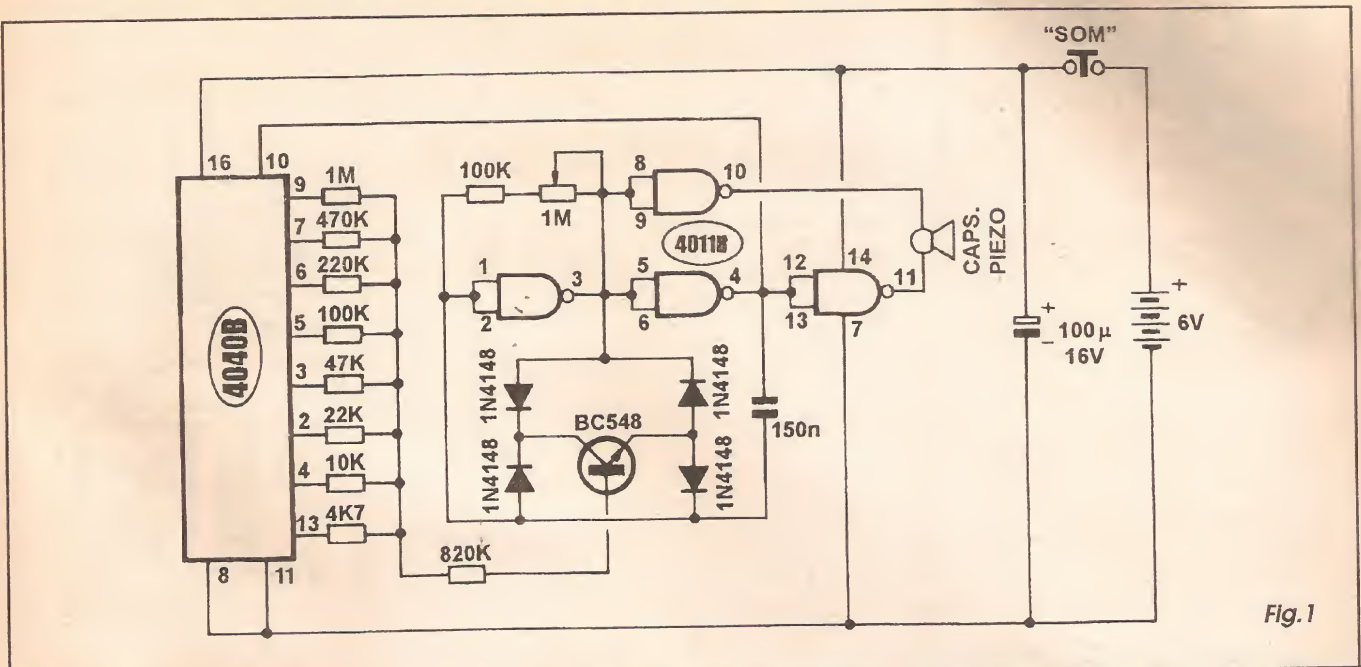 "SOM"
16
10
9
1M
7
470K
6
220K
5
100K
3
47K
2
22K
4
10K
13
4K7
8
11
4040B
820K
100K
1M
8
9
10
4011B
1
2
3
5
6
4
12
13
14
11
7
CAPS.
PIEZO
1N4148
1N4148
1N4148
1N4148
BC548
150n
+
-
100µ
16V
+
6V
Fig.1